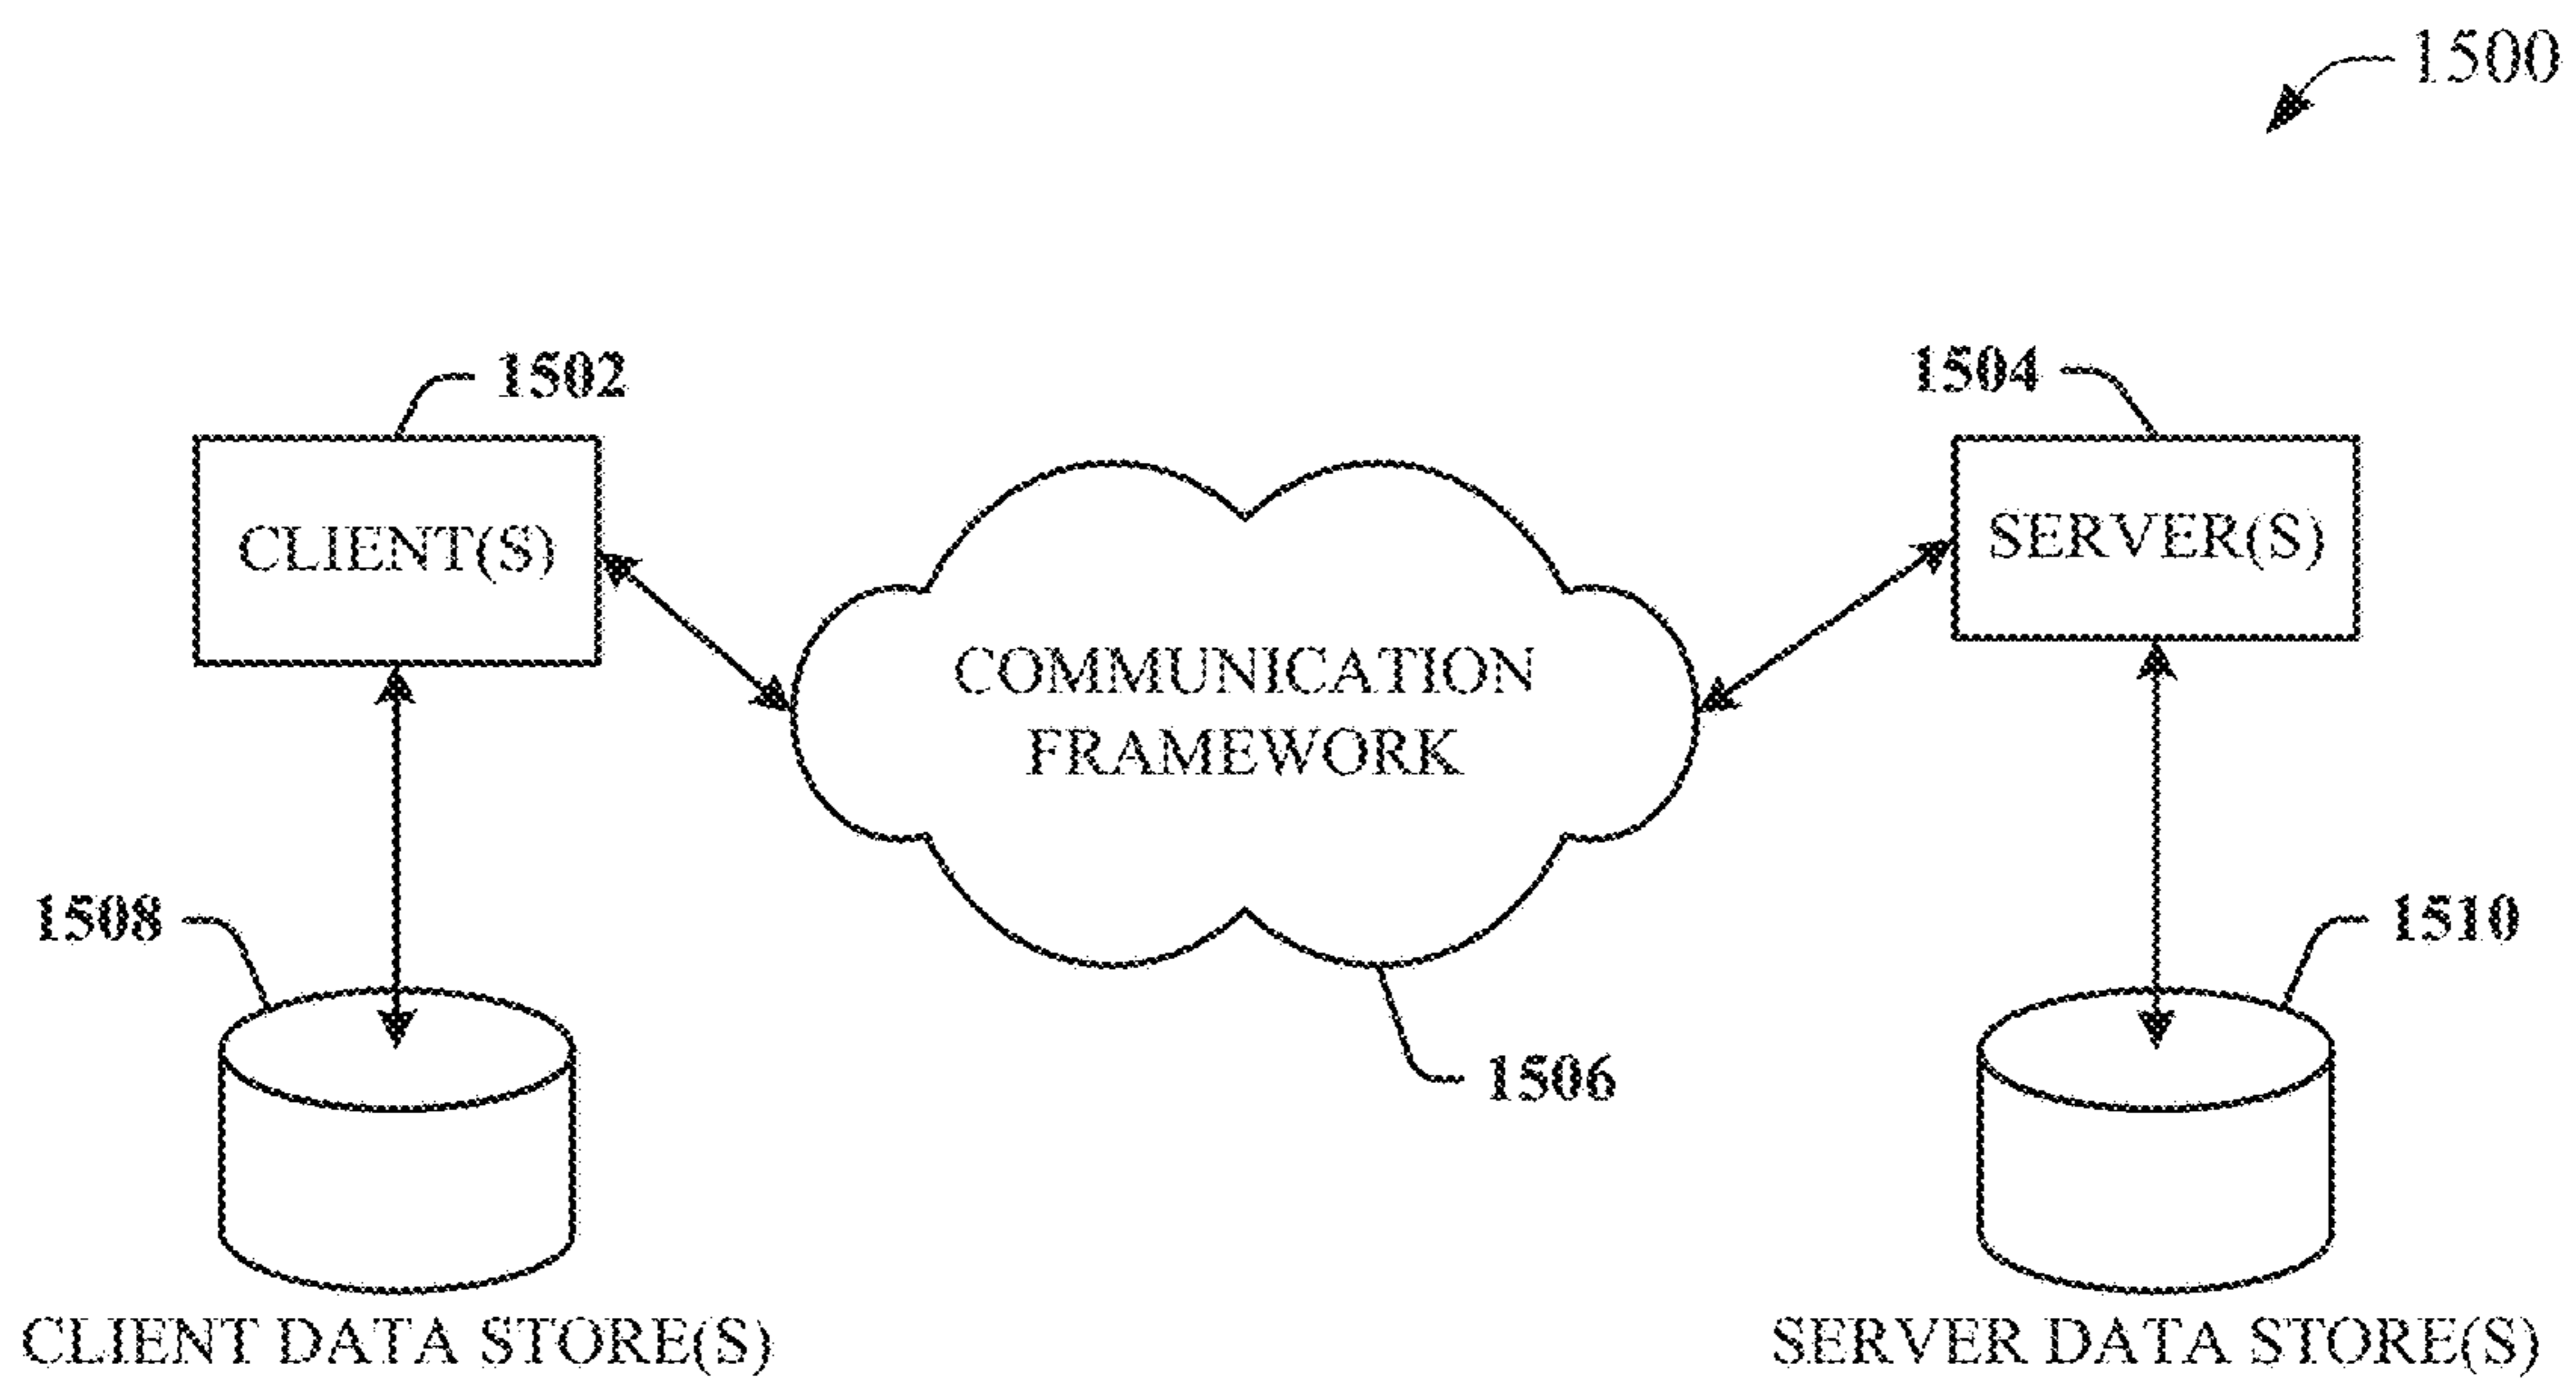 1500
1502
1504
CLIENT(S)
SERVER(S)
COMMUNICATION
FRAMEWORK
1508
1510
1506
CLIENT DATA STORE(S)
SERVER DATA STORE(S)